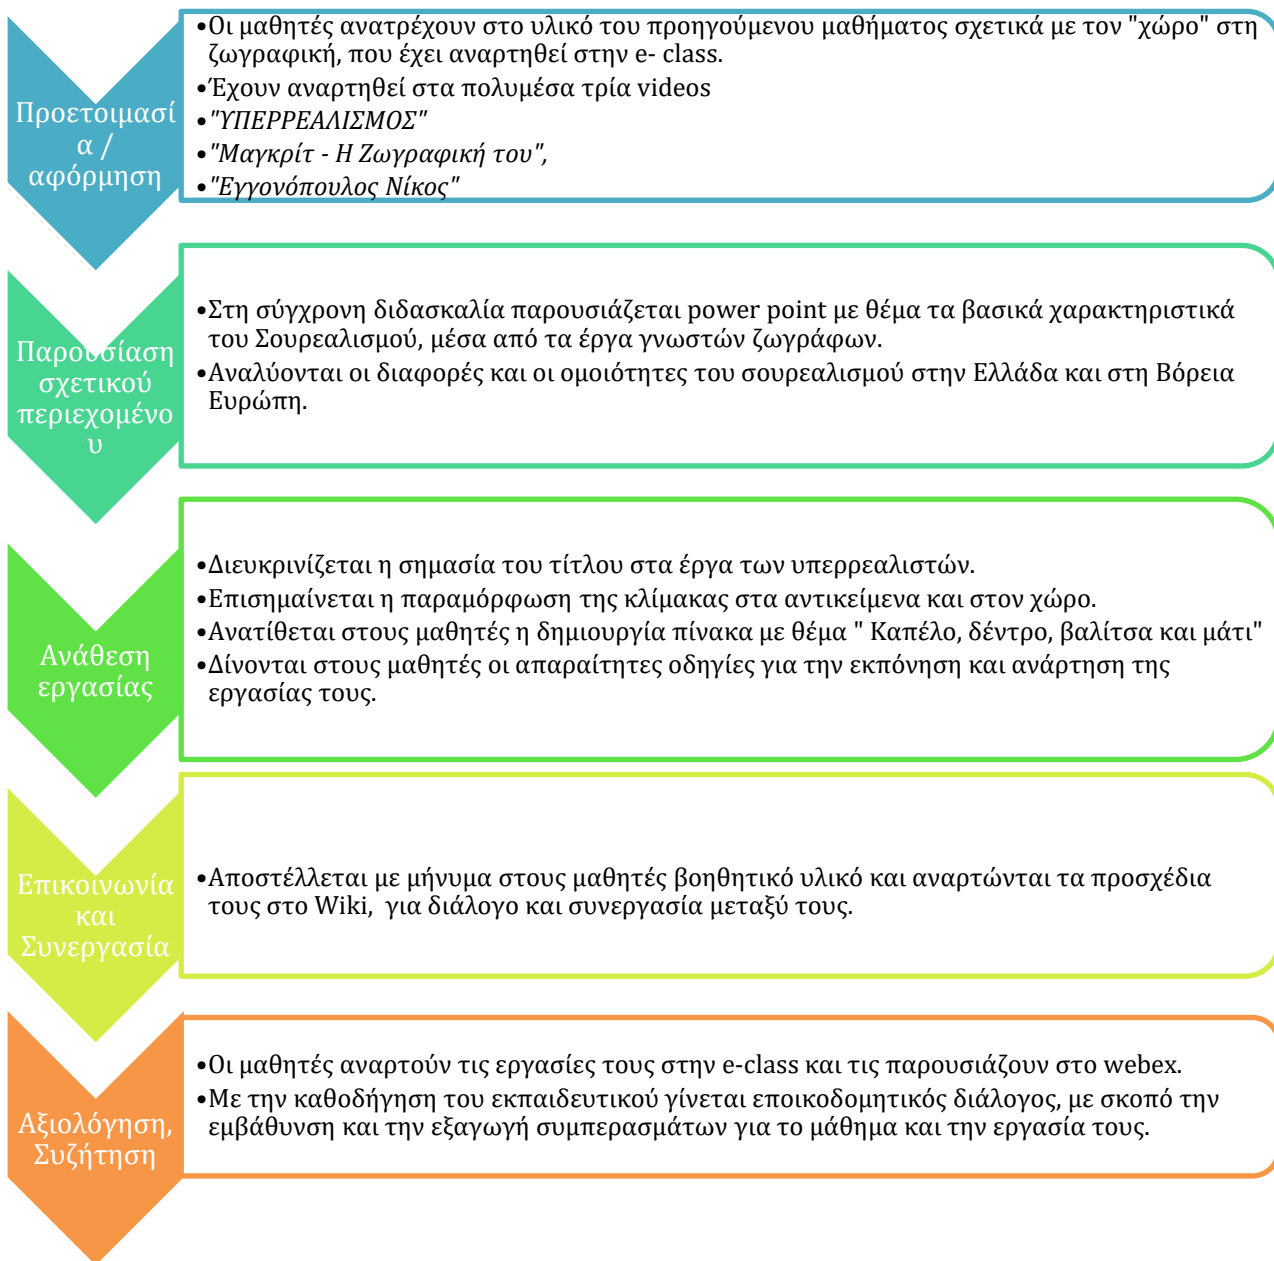 Προετοιμασί
α /
αφόρμηση
•Οι μαθητές ανατρέχουν στο υλικό του προηγούμενου μαθήματος σχετικά με τον "χώρο" στη
ζωγραφική, που έχει αναρτηθεί στην e- class.
•Έχουν αναρτηθεί στα πολυμέσα τρία videos
•"ΥΠΕΡΡΕΑΛΙΣΜΟΣ"
•"Μαγκρίτ - Η Ζωγραφική του",
•"Εγγονόπουλος Νίκος"
Παρουσίαση
σχετικού
περιεχομένο
υ
•Στη σύγχρονη διδασκαλία παρουσιάζεται power point με θέμα τα βασικά χαρακτηριστικά
του Σουρεαλισμού, μέσα από τα έργα γνωστών ζωγράφων.
•Αναλύονται οι διαφορές και οι ομοιότητες του σουρεαλισμού στην Ελλάδα και στη Βόρεια
Ευρώπη.
Ανάθεση
εργασίας
•Διευκρινίζεται η σημασία του τίτλου στα έργα των υπερρεαλιστών.
•Επισημαίνεται η παραμόρφωση της κλίμακας στα αντικείμενα και στον χώρο.
•Ανατίθεται στους μαθητές η δημιουργία πίνακα με θέμα " Καπέλο, δέντρο, βαλίτσα και μάτι"
•Δίνονται στους μαθητές οι απαραίτητες οδηγίες για την εκπόνηση και ανάρτηση της
εργασίας τους.
Επικοινωνία
και
Συνεργασία
•Αποστέλλεται με μήνυμα στους μαθητές βοηθητικό υλικό και αναρτώνται τα προσχέδια
τους στο Wiki,  για διάλογο και συνεργασία μεταξύ τους.
Αξιολόγηση,
Συζήτηση
•Οι μαθητές αναρτούν τις εργασίες τους στην e-class και τις παρουσιάζουν στο webex.
•Με την καθοδήγηση του εκπαιδευτικού γίνεται εποικοδομητικός διάλογος, με σκοπό την
εμβάθυνση και την εξαγωγή συμπερασμάτων για το μάθημα και την εργασία τους.